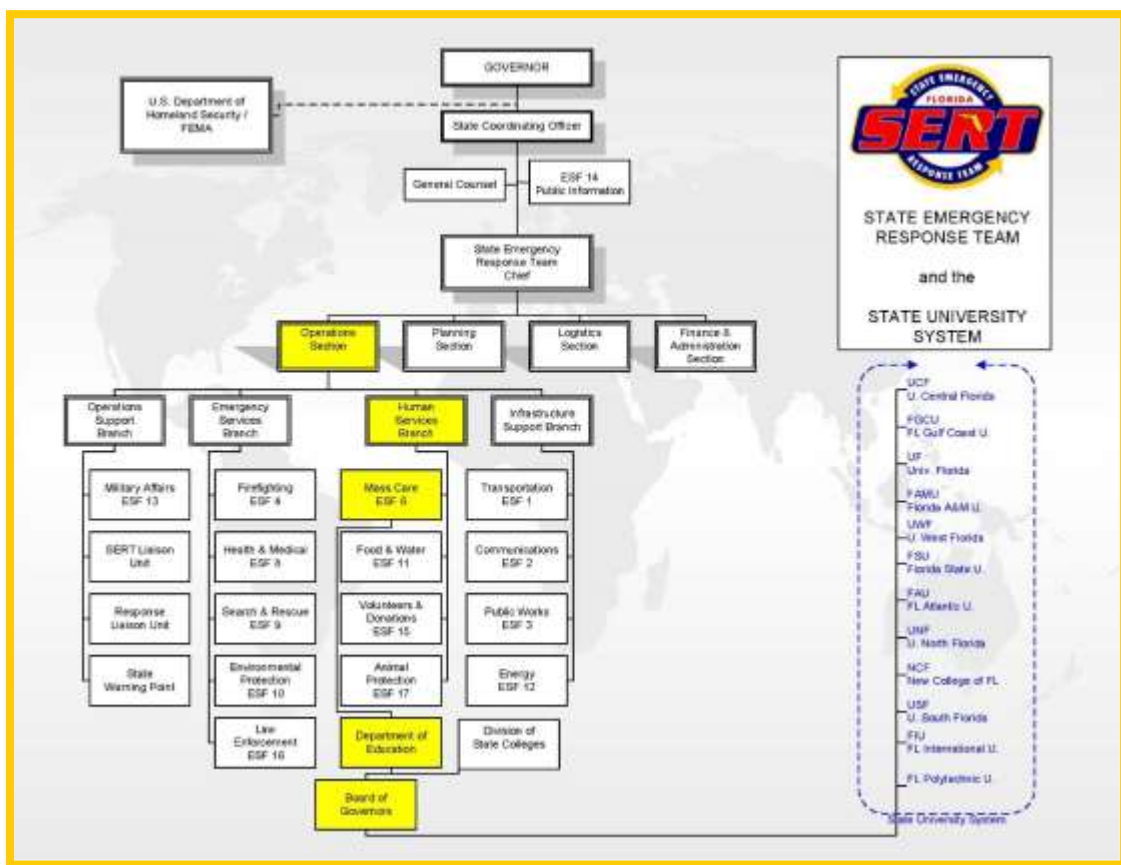 GOVERNOR
U.S. Department of
Homeland Security /
FEMA
State Coordinating Officer
General Counsel
ESF 14
Public Information
State Emergency
Response Team
Chief
Operations
Section
Planning
Section
Logistics
Section
Finance &
Administration
Section
Operations
Support
Branch
Emergency
Services
Branch
Human
Services
Branch
Infrastructure
Support Branch
Military Affairs
ESF 13
SERT Liaison
Unit
Response
Liaison Unit
State
Warning Point
Firefighting
ESF 4
Health & Medical
ESF 8
Search & Rescue
ESF 9
Environmental
Protection
ESF 10
Law
Enforcement
ESF 16
Mass Care
ESF 6
Food & Water
ESF 11
Volunteers &
Donations
ESF 15
Animal
Protection
ESF 17
Department of
Education
Board of
Governors
Transportation
ESF 1
Communications
ESF 2
Public Works
ESF 3
Energy
ESF 12
Division of
State Colleges
STATE EMERGENCY
FLORIDA
SERT
RESPONSE TEAM
STATE EMERGENCY
RESPONSE TEAM
and the
STATE UNIVERSITY
SYSTEM
UCF
U. Central Florida
FGCU
FL Gulf Coast U.
UF
Univ. Florida
FAMU
Florida A&M U.
UWF
U. West Florida
FSU
Florida State U.
FAU
FL Atlantic U.
UNF
U. North Florida
NCF
New College of FL
USF
U. South Florida
FIU
FL International U.
FL Polytechnic U.
State University System